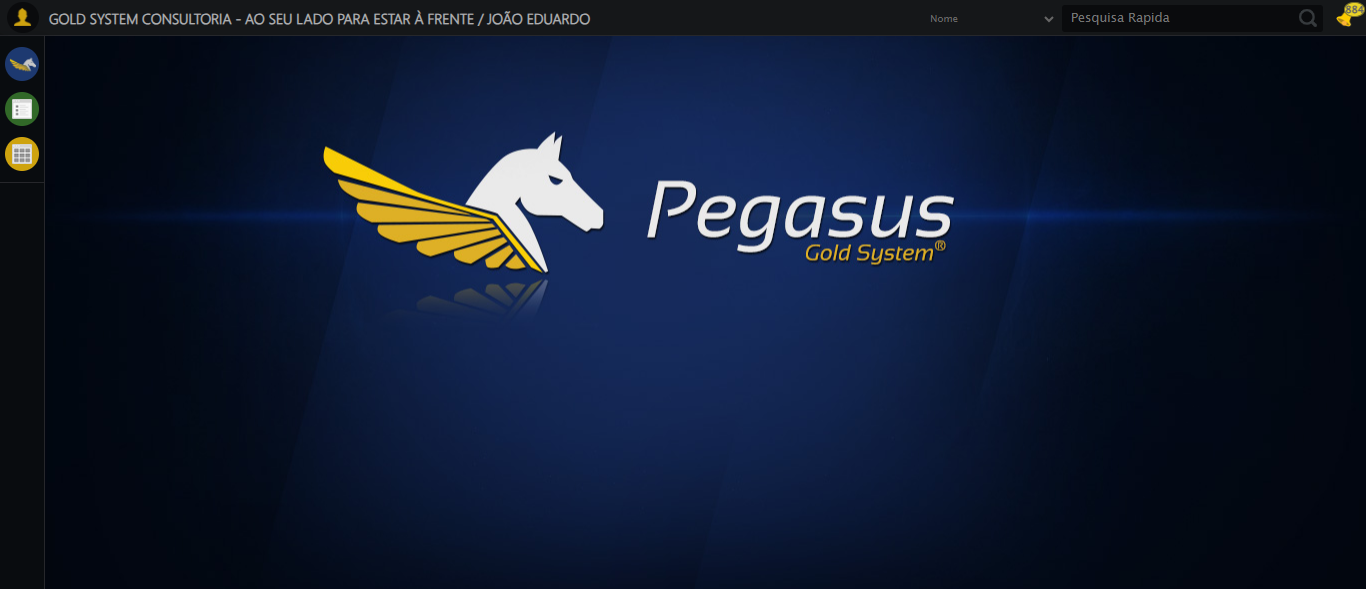 GOLD SYSTEM CONSULTORIA - AO SEU LADO PARA ESTAR À FRENTE / JOÃO EDUARDO
Nome
Pesquisa Rapida
884
Pegasus
Gold System®